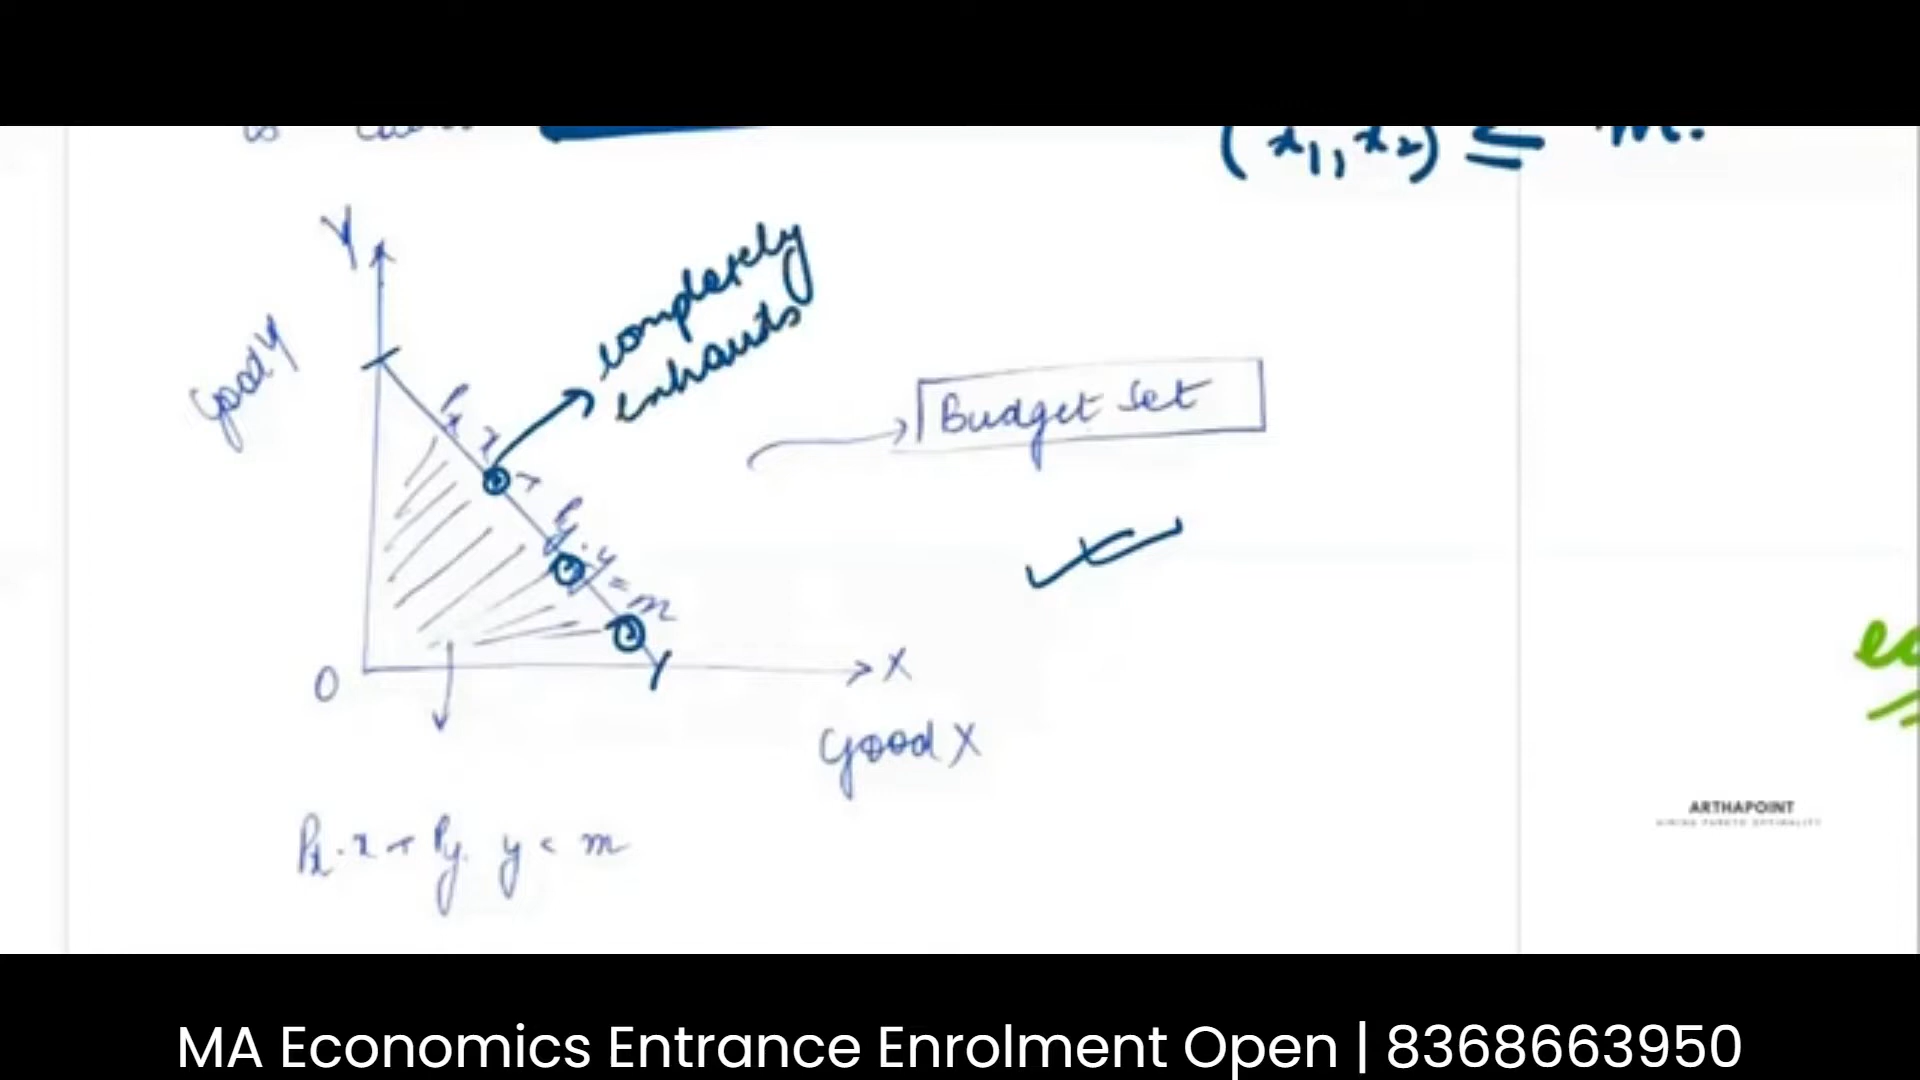 is
(x1, x2) ≤ m.
Y
Good Y
completely
exhausts
Px x + Py. y = m
Budget Set
O
X
Good X
Px. x + Py. y < m
ARTHAPOINT
MA Economics Entrance Enrolment Open | 8368663950